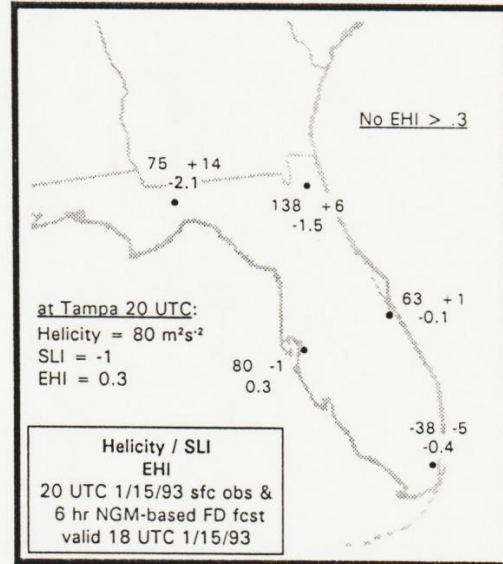 No EHI > .3
75 +14
-2.1
138 +6
-1.5
63 +1
-0.1
at Tampa 20 UTC:
Helicity = 80 m²s⁻²
SLI = -1
EHI = 0.3
80 -1
0.3
-38 -5
-0.4
Helicity / SLI
EHI
20 UTC 1/15/93 sfc obs &
6 hr NGM-based FD fcst
valid 18 UTC 1/15/93